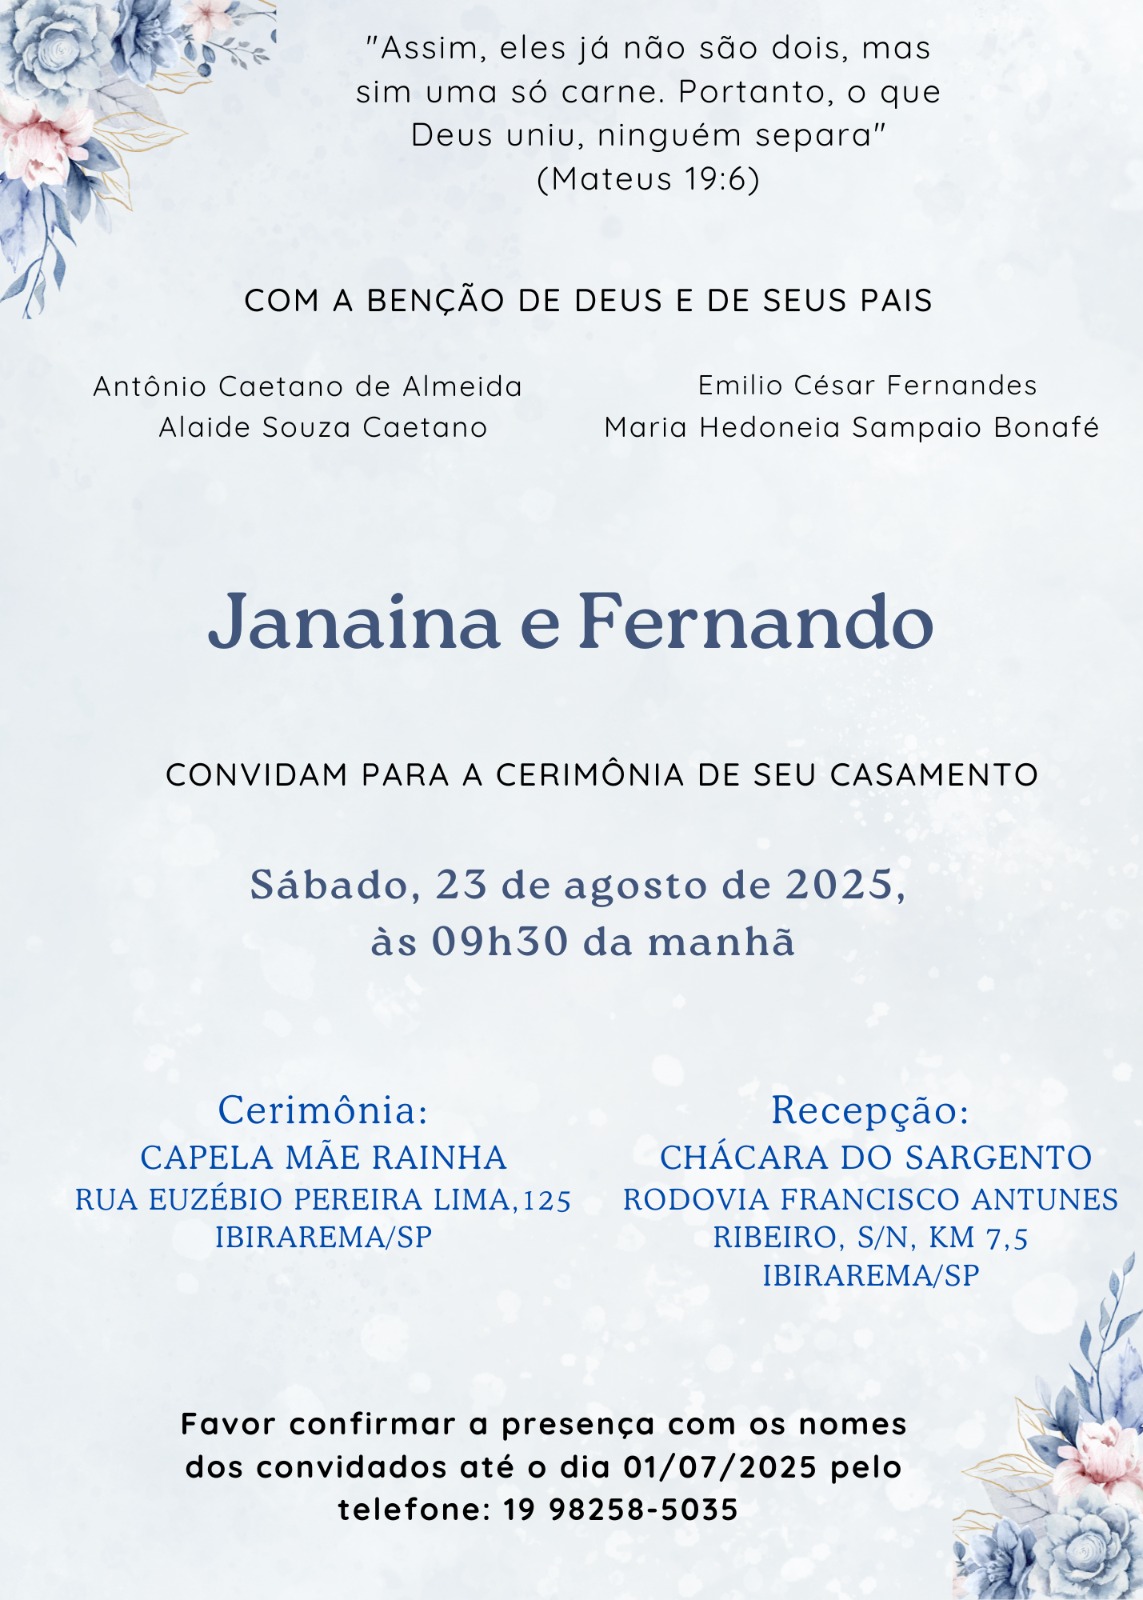 "Assim, eles já não são dois, mas
sim uma só carne. Portanto, o que
Deus uniu, ninguém separa"
(Mateus 19:6)
COM A BENÇÃO DE DEUS E DE SEUS PAIS
Antônio Caetano de Almeida
Alaide Souza Caetano
Emilio César Fernandes
Maria Hedoneia Sampaio Bonafé
Janaina e Fernando
CONVIDAM PARA A CERIMÔNIA DE SEU CASAMENTO
Sábado, 23 de agosto de 2025,
às 09h30 da manhã
Cerimônia:
CAPELA MÃE RAINHA
RUA EUZÉBIO PEREIRA LIMA,125
IBIRAREMA/SP
Recepção:
CHÁCARA DO SARGENTO
RODOVIA FRANCISCO ANTUNES
RIBEIRO, S/N, KM 7,5
IBIRAREMA/SP
Favor confirmar a presença com os nomes
dos convidados até o dia 01/07/2025 pelo
telefone: 19 98258-5035